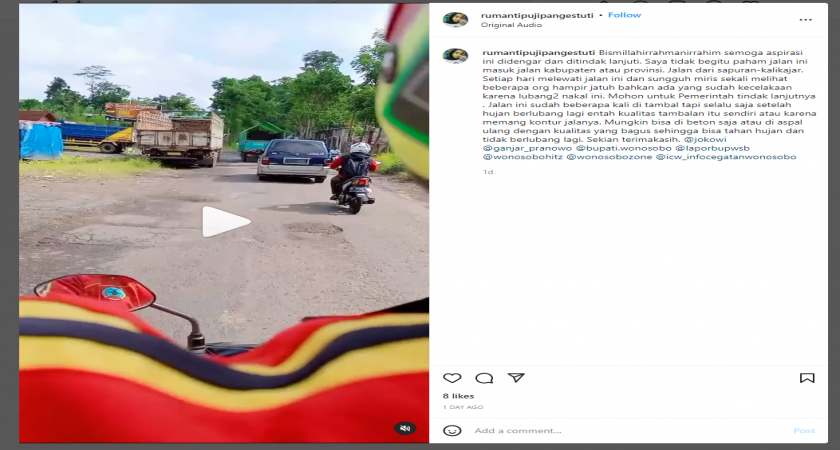 rumantipujipangestuti • Follow
Original Audio
rumantipujipangestuti Bismillahirrahmanirrahim semoga aspirasi
ini didengar dan ditindak lanjuti. Saya tidak begitu paham jalan ini
masuk jalan kabupaten atau provinsi. Jalan dari sapuran-kalikajar.
Setiap hari melewati jalan ini dan sungguh miris sekali melihat
beberapa org hampir jatuh bahkan ada yang sudah kecelakaan
karena lubang2 nakal ini. Mohon untuk Pemerintah tindak lanjutnya
. Jalan ini sudah beberapa kali di tambal tapi selalu saja setelah
hujan berlubang lagi entah kualitas tambalan itu sendiri atau karena
memang kontur jalanya. Mungkin bisa di beton saja atau di aspal
ulang dengan kualitas yang bagus sehingga bisa tahan hujan dan
tidak berlubang lagi. Sekian terimakasih. @jokowi
@ganjar_pranowo @bupati.wonosobo @laporbupwsb
@wonosobohitz @wonosobozone @icw_infocegatanwonosobo
1d
8 likes
1 DAY AGO
Add a comment...
Post